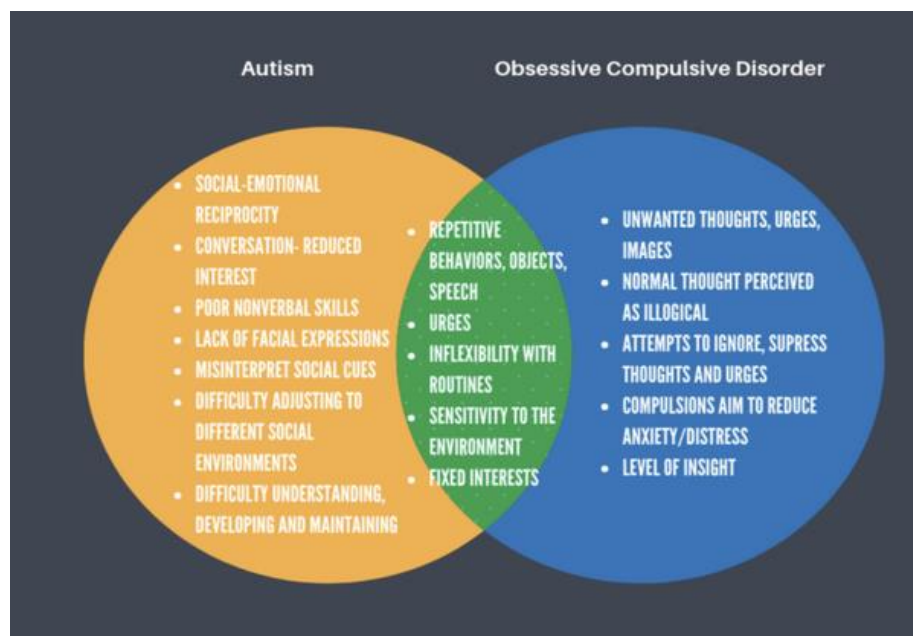 Autism
Obsessive Compulsive Disorder
SOCIAL-EMOTIONAL
RECIPROCITY
CONVERSATION- REDUCED
INTEREST
POOR NONVERBAL SKILLS
LACK OF FACIAL EXPRESSIONS
MISINTERPRET SOCIAL CUES
DIFFICULTY ADJUSTING TO
DIFFERENT SOCIAL
ENVIRONMENTS
DIFFICULTY UNDERSTANDING,
DEVELOPING AND MAINTAINING
REPETITIVE
BEHAVIORS, OBJECTS,
SPEECH
URGES
INFLEXIBILITY WITH
ROUTINES
SENSITIVITY TO THE
ENVIRONMENT
FIXED INTERESTS
UNWANTED THOUGHTS, URGES,
IMAGES
NORMAL THOUGHT PERCEIVED
AS ILLOGICAL
ATTEMPTS TO IGNORE, SUPRESS
THOUGHTS AND URGES
COMPULSIONS AIM TO REDUCE
ANXIETY/DISTRESS
LEVEL OF INSIGHT